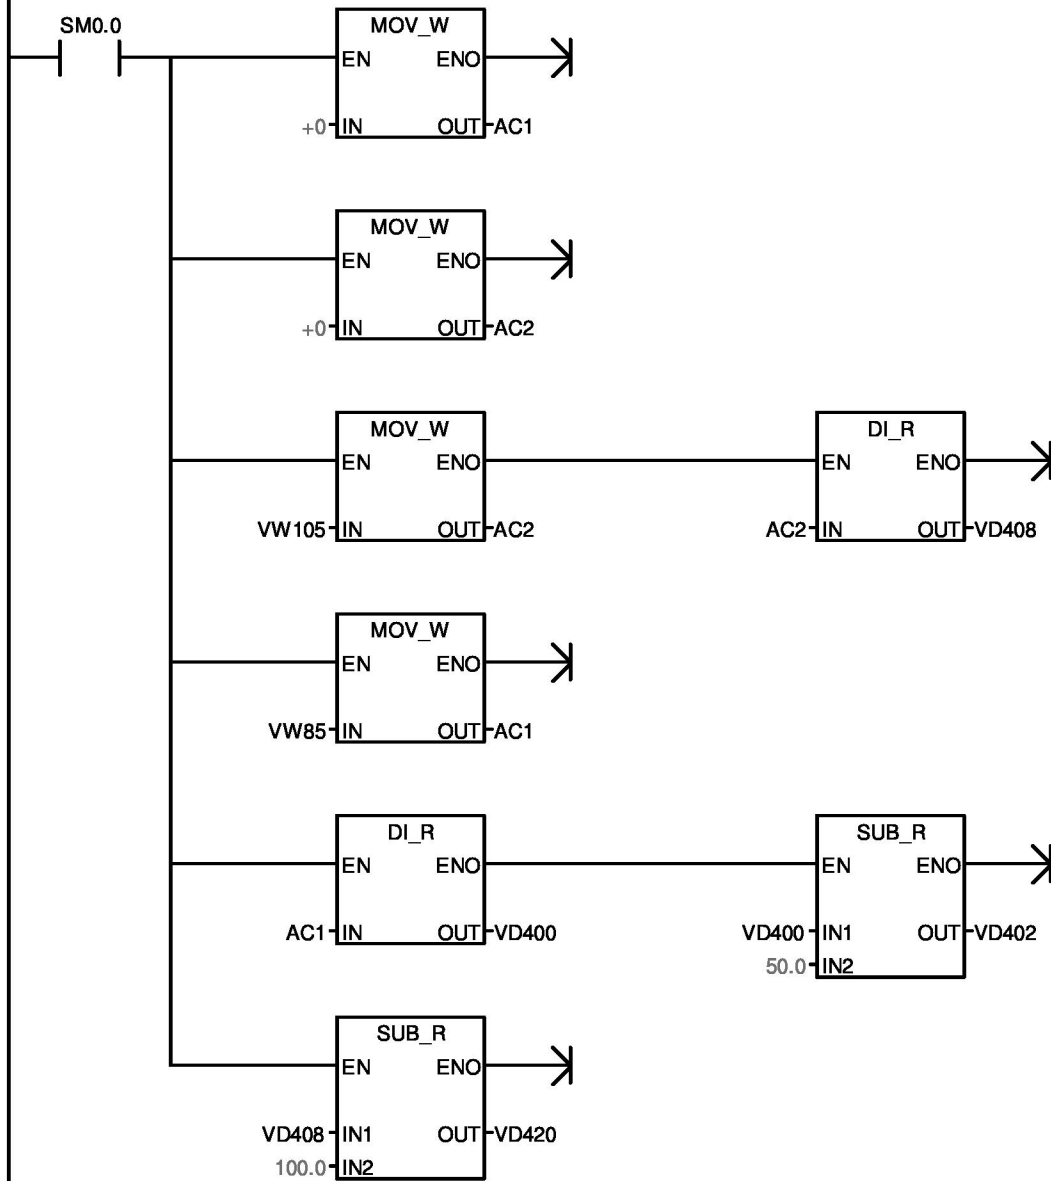 SM0.0
MOV_W
EN ENO
+0 IN OUT AC1
MOV_W
EN ENO
+0 IN OUT AC2
MOV_W DI_R
EN ENO EN ENO
VW105 IN OUT AC2 AC2 IN OUT VD408
MOV_W
EN ENO
VW85 IN OUT AC1
DI_R SUB_R
EN ENO EN ENO
AC1 IN OUT VD400 VD400 IN1 OUT VD402
50.0 IN2
SUB_R
EN ENO
VD408 IN1 OUT VD420
100.0 IN2